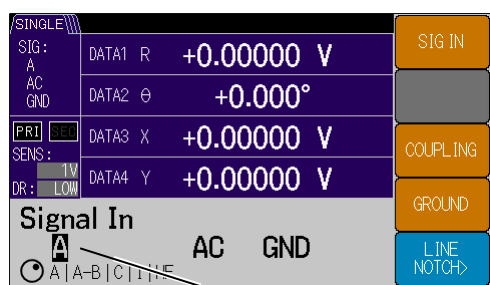 /SINGLE\\\
SIG:
A
AC
GND
PRI SEC
SENS:
1V
DR: LOW
DATA1 R +0.00000 V
DATA2 θ +0.000°
DATA3 X +0.00000 V
DATA4 Y +0.00000 V
Signal In
A AC GND
A|A-B|C|I|HF
SIG IN
COUPLING
GROUND
LINE
NOTCH>